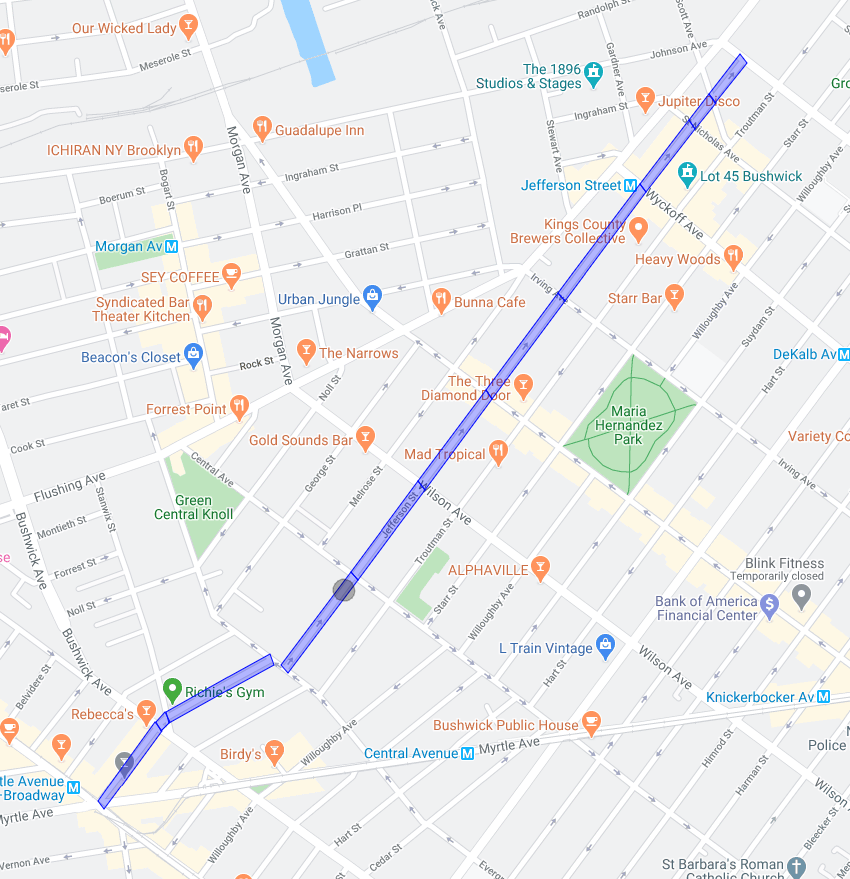 Our Wicked Lady
Meserole St
Randolph St
Scott Ave
Johnson Ave
Gardner Ave
The 1896
Studios & Stages
Ingraham St
Jupiter Disco
Troutman St
Starr St
Guadalupe Inn
ICHIRAN NY Brooklyn
Morgan Ave
Stewart Ave
St Nicholas Ave
Willoughby Ave
Ingraham St
Bogart St
Boerum St
Harrison Pl
Jefferson Street
M
Lot 45 Bushwick
Wyckoff Ave
Kings County
Brewers Collective
Grattan St
Morgan Av
M
Heavy Woods
SEY COFFEE
Irving Ave
Urban Jungle
Bunna Cafe
Starr Bar
Willoughby Ave
Suydam St
Syndicated Bar
Theater Kitchen
Morgan Ave
Beacon's Closet
Rock St
The Narrows
DeKalb Av
M
Hart St
Noll St
The Three
Diamond Door
Maria
Hernandez
Park
Forrest Point
Gold Sounds Bar
Mad Tropical
Cook St
George St
Melrose St
Irving Ave
Flushing Ave
Central Ave
Green
Central Knoll
Stanwix St
Wilson Ave
Jefferson St
Bushwick Ave
Montieth St
Troutman St
Forrest St
ALPHAVILLE
Blink Fitness
Temporarily closed
Starr St
Willoughby Ave
Bank of America
Financial Center
Noll St
L Train Vintage
Bushwick Ave
Hart St
Wilson Ave
Belvidere St
Richie's Gym
Knickerbocker Av
M
Rebecca's
Bushwick Public House
Willoughby Ave
Central Avenue
M
Myrtle Ave
Himrod St
Harman St
Police
Birdy's
tle Avenue
-Broadway
M
Myrtle Ave
Willoughby Ave
Hart St
Cedar St
Bleecker St
Vernon Ave
St Barbara's Roman
Catholic Church